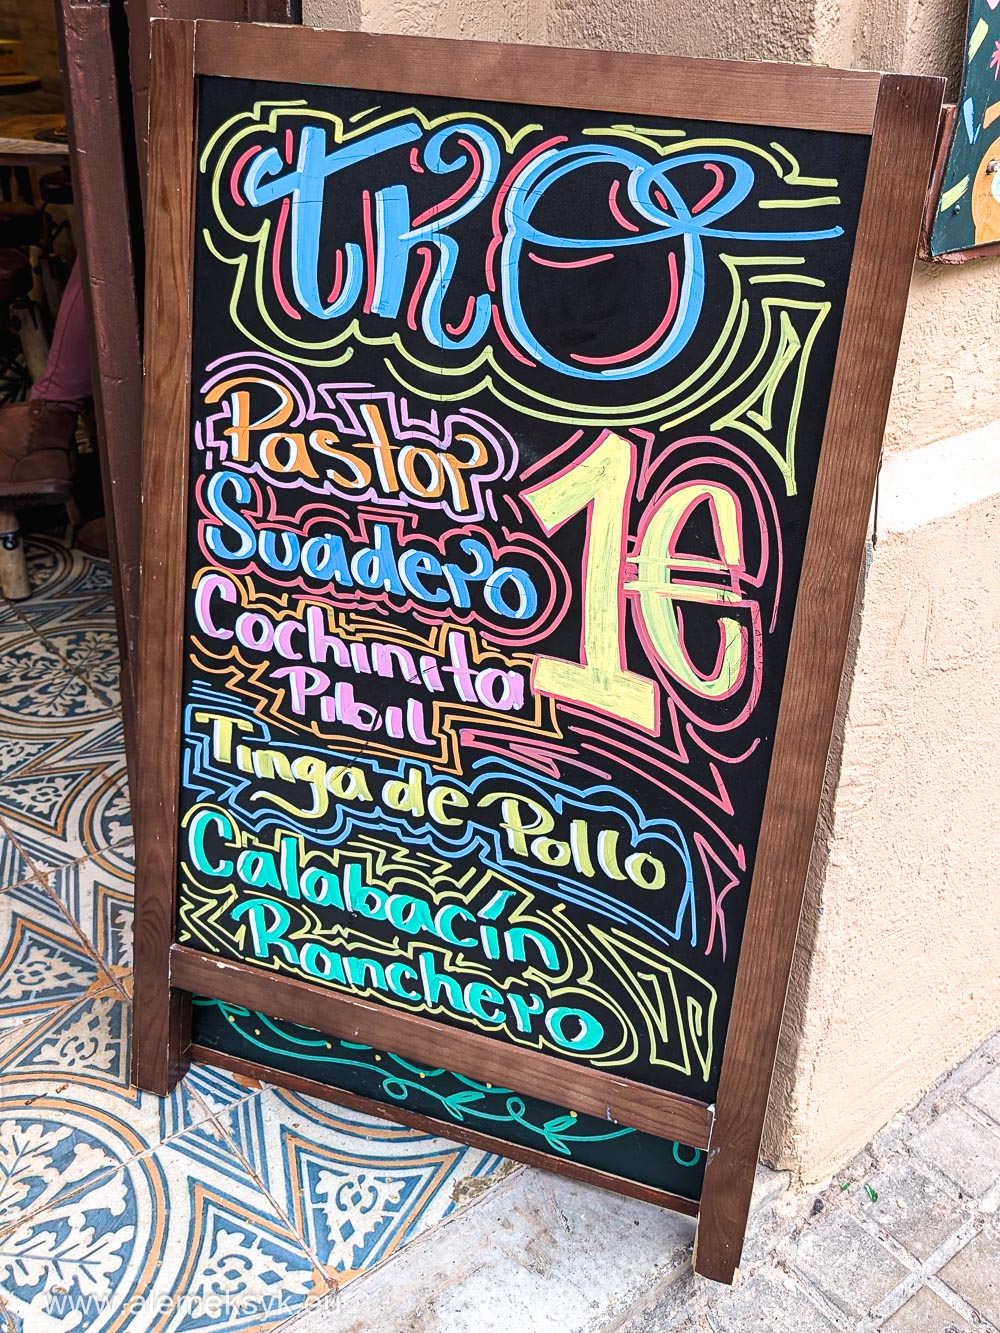 tKO
Pastor
1€
Suadero
Cochinita
Pibil
Tinga de Pollo
Calabacín
Ranchero
www.alemeksyk.eu